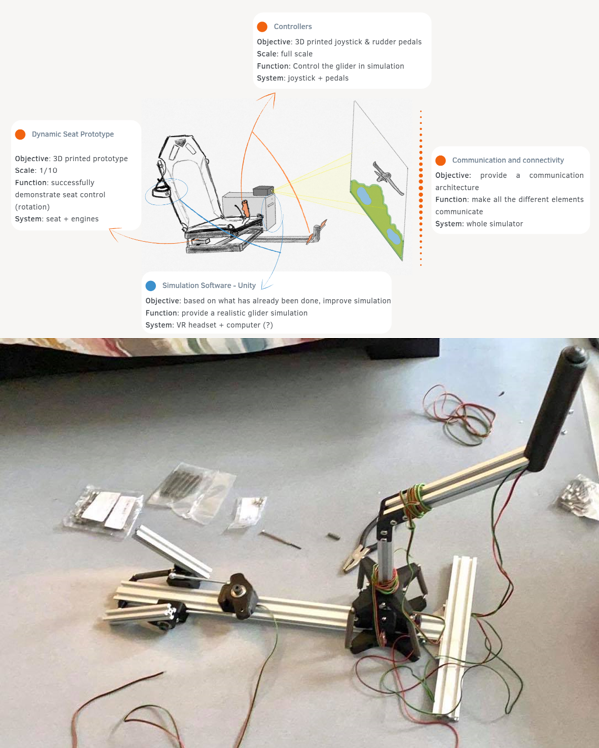 Controllers
Objective: 3D printed joystick & rudder pedals
Scale: full scale
Function: Control the glider in simulation
System: joystick + pedals
Dynamic Seat Prototype
Objective: 3D printed prototype
Scale: 1/10
Function: successfully
demonstrate seat control
(rotation)
System: seat + engines
Communication and connectivity
Objective: provide a communication
architecture
Function: make all the different elements
communicate
System: whole simulator
Simulation Software - Unity
Objective: based on what has already been done, improve simulation
Function: provide a realistic glider simulation
System: VR headset + computer (?)